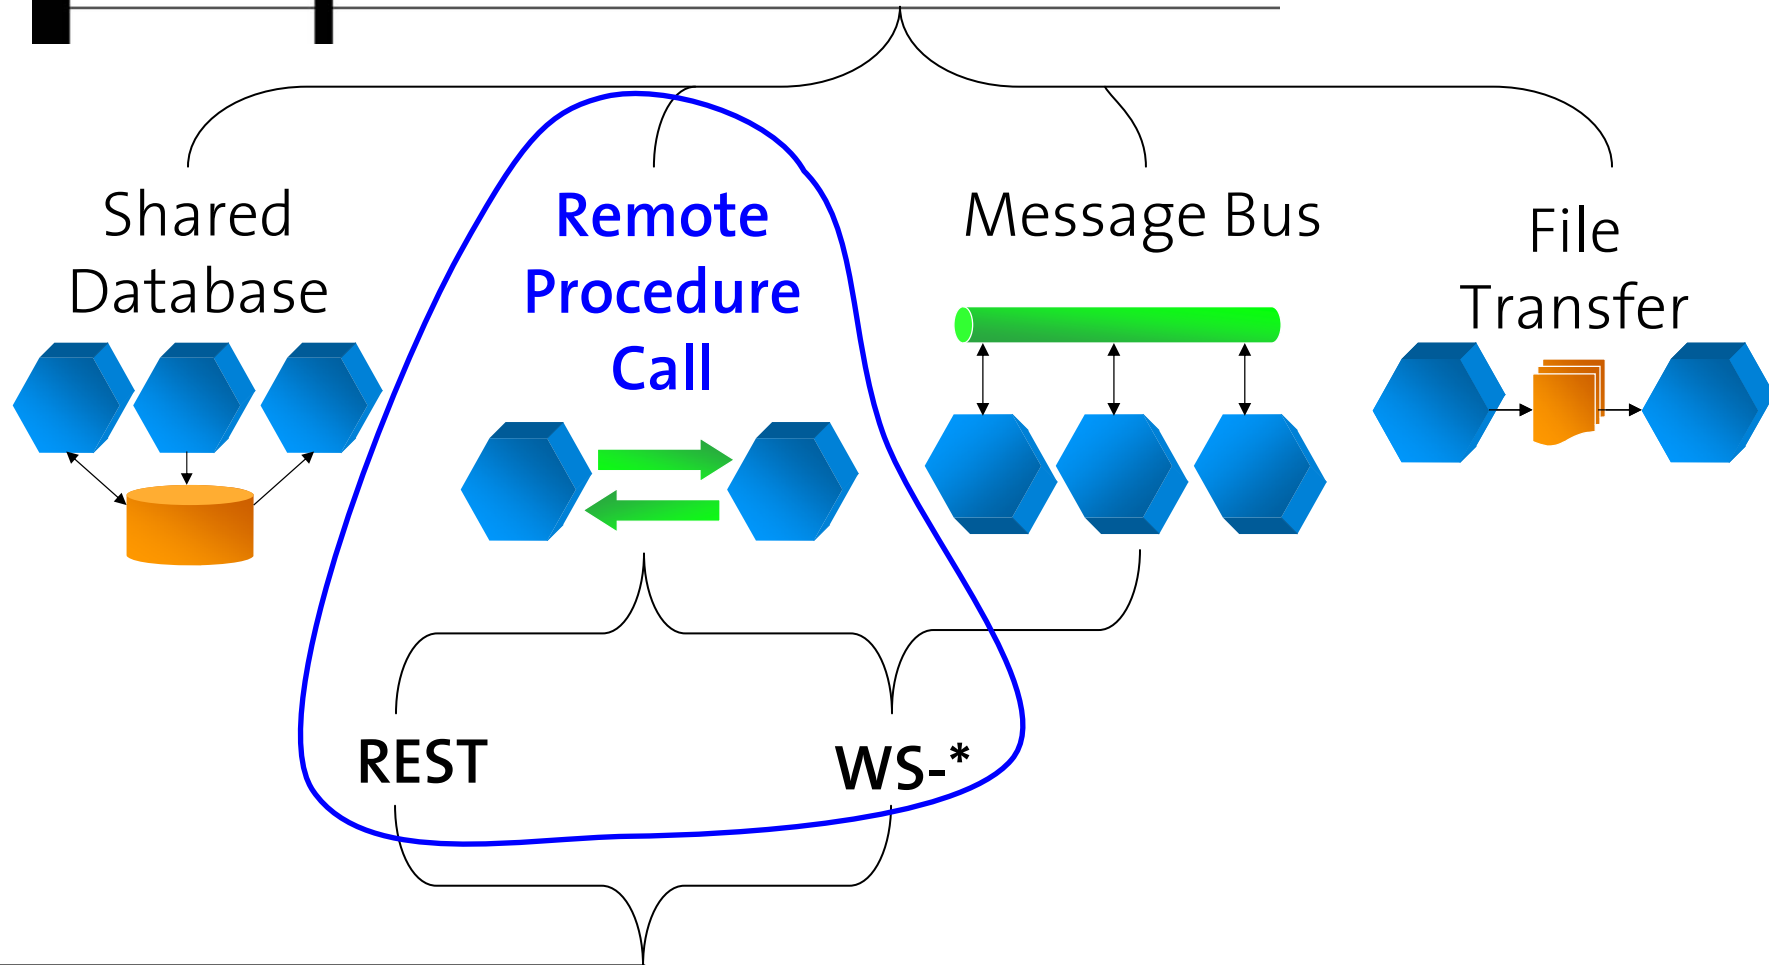 Shared
Database
Remote
Procedure
Call
Message Bus
File
Transfer
REST
WS-*